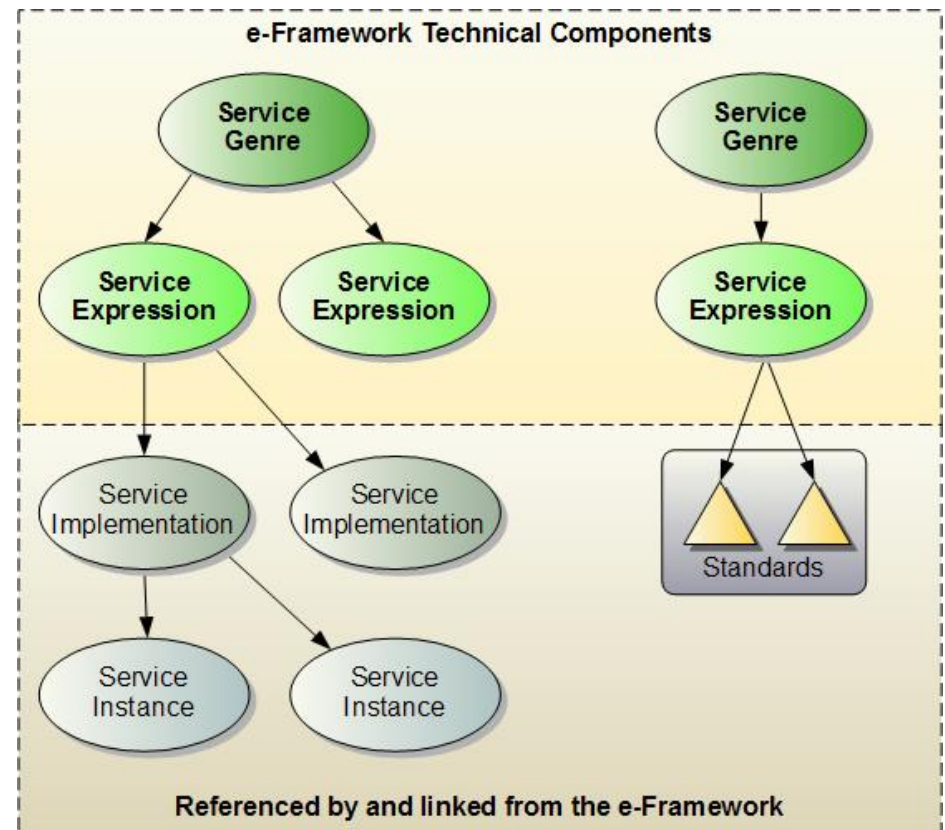 e-Framework Technical Components
Service
Genre
Service
Genre
Service
Expression
Service
Expression
Service
Expression
Service
Implementation
Service
Implementation
Standards
Service
Instance
Service
Instance
Referenced by and linked from the e-Framework